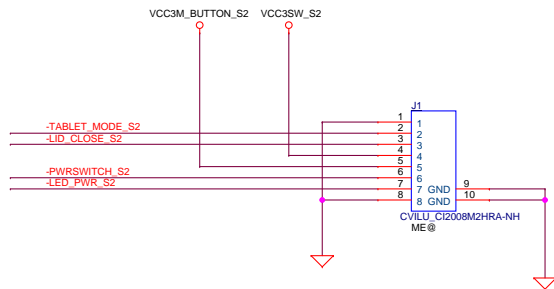 VCC3M_BUTTON_S2 VCC3SW_S2
J1
1 1
-TABLET_MODE_S2 2 2
-LID_CLOSE_S2 3 3
4 4
5 5
-PWRSWITCH_S2 6 6
-LED_PWR_S2 7 7 GND 9
8 8 GND 10
CVILU_CI2008M2HRA-NH
ME@